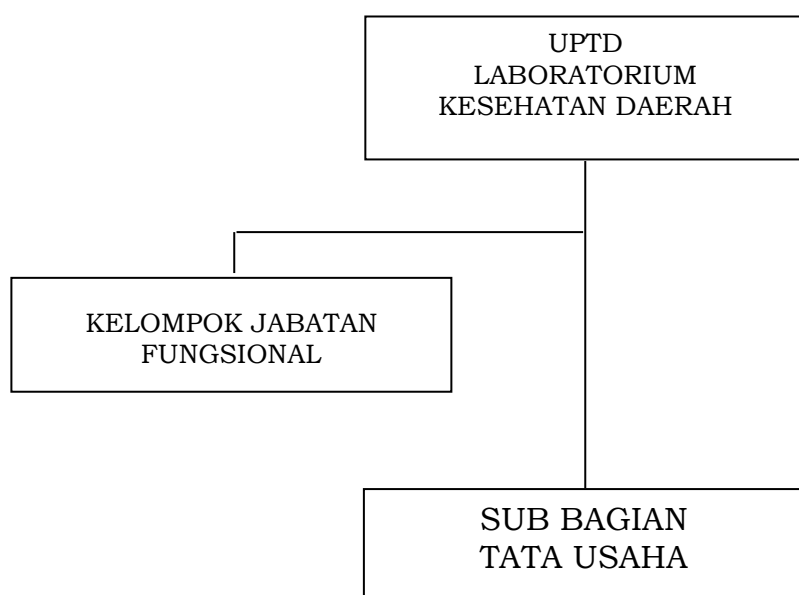 UPTD
LABORATORIUM
KESEHATAN DAERAH
KELOMPOK JABATAN
FUNGSIONAL
SUB BAGIAN
TATA USAHA